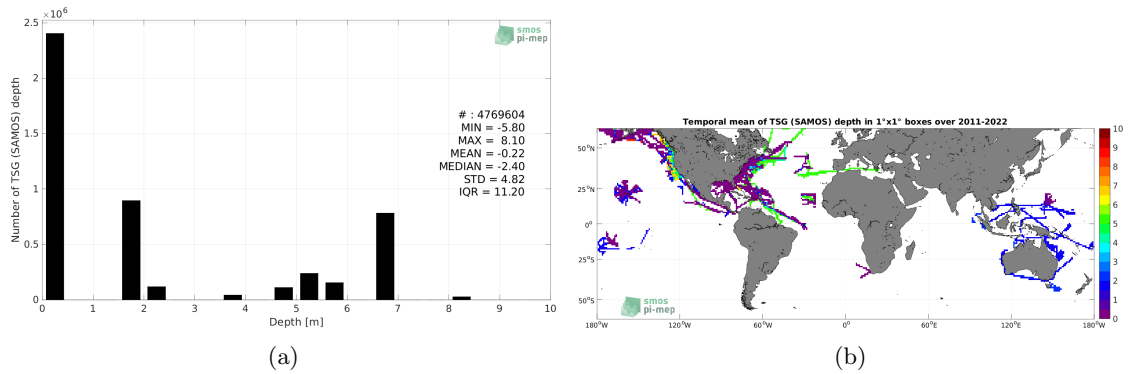 ×10⁶
2.5
2
1.5
1
0.5
0
0 1 2 3 4 5 6 7 8 9 10
Number of TSG (SAMOS) depth
Depth [m]
smos
pi-mep
# : 4769604
MIN = -5.80
MAX = 8.10
MEAN = -0.22
MEDIAN = -2.40
STD = 4.82
IQR = 11.20
(a)
Temporal mean of TSG (SAMOS) depth in 1°x1° boxes over 2011-2022
50°N
25°N
0°
25°S
50°S
180°W 120°W 60°W 0° 60°E 120°E 180°E
smos
pi-mep
10
9
8
7
6
5
4
3
2
1
0
(b)